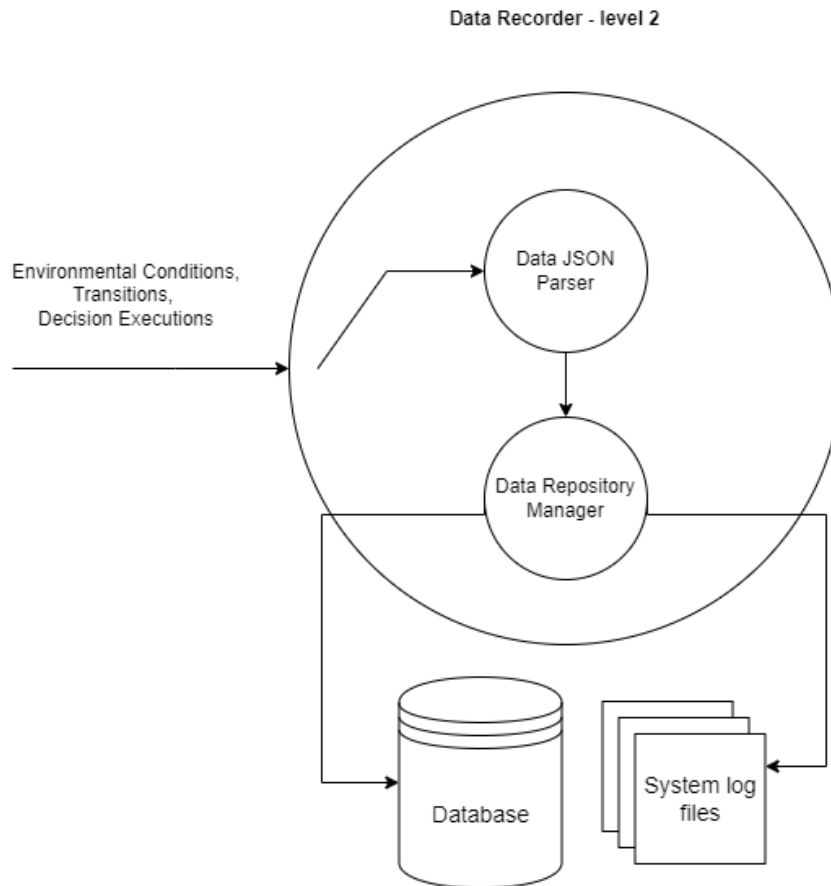 Data Recorder - level 2
Environmental Conditions,
Transitions,
Decision Executions
Data JSON
Parser
Data Repository
Manager
Database
System log
files